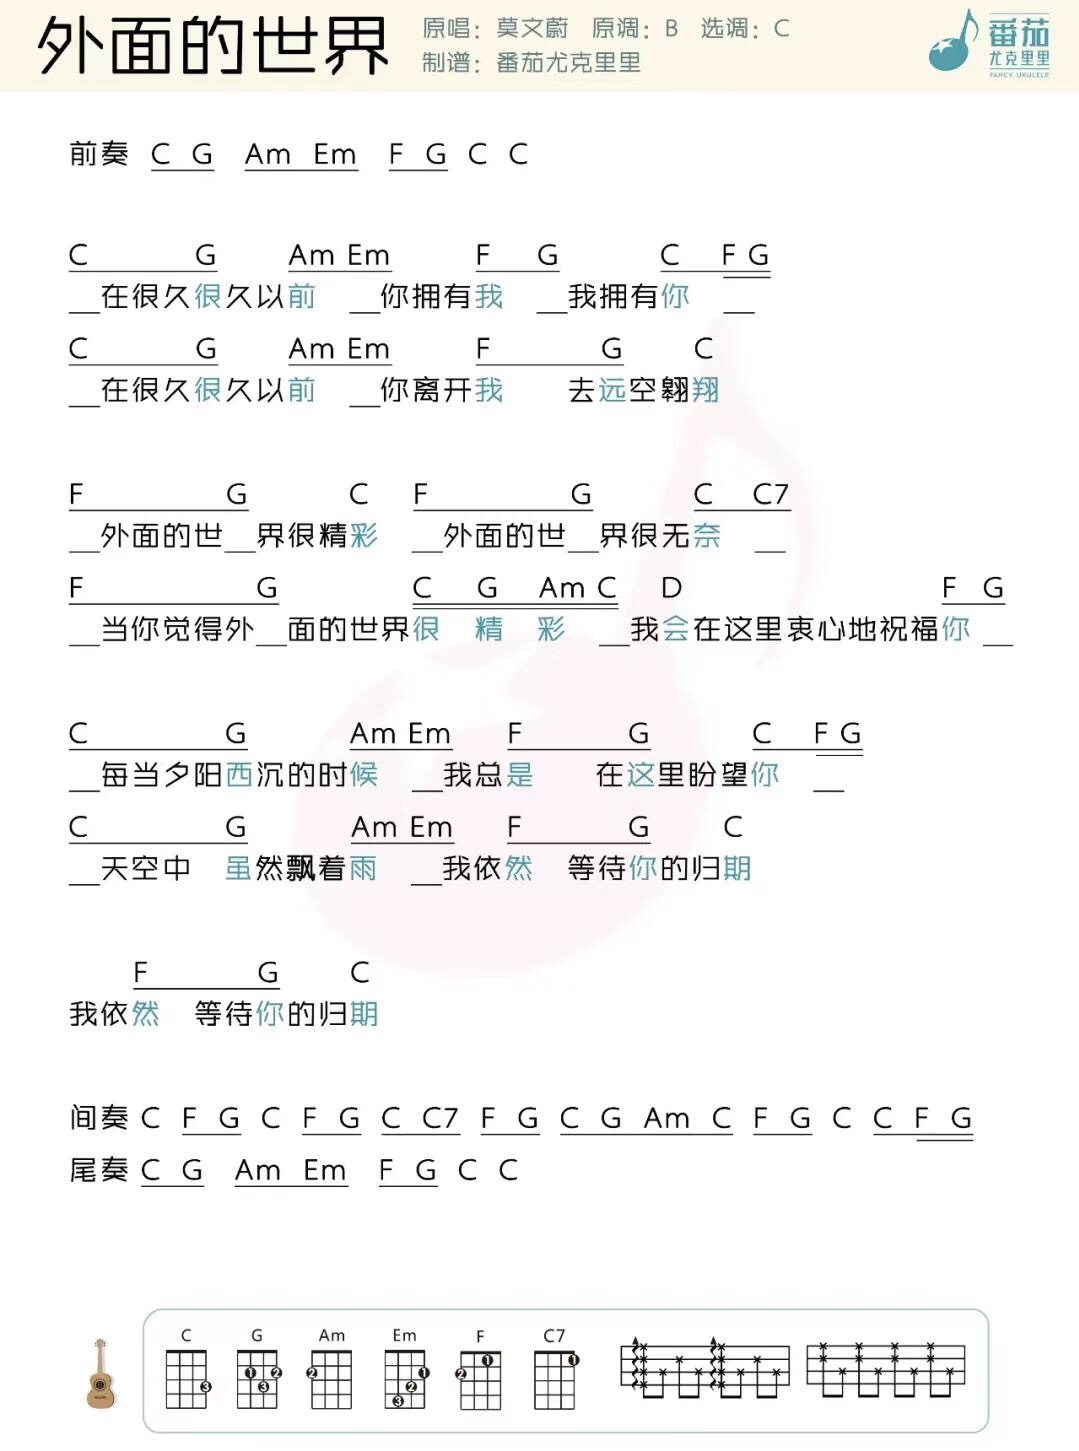 外面的世界
原唱：莫文蔚 原调：B 选调：C
制谱：番茄尤克里里
番茄
尤克里里
FANCY UKULELE
前奏 C G Am Em F G C C
C G Am Em F G C F G
__在很久很久以前 __你拥有我 __我拥有你 __
C G Am Em F G C
__在很久很久以前 __你离开我 去远空翱翔
F G C F G C C7
__外面的世__界很精彩 __外面的世__界很无奈 __
F G C G Am C D F G
__当你觉得外__面的世界很 精 彩 __我会在这里衷心地祝福你 __
C G Am Em F G C F G
__每当夕阳西沉的时候 __我总是 在这里盼望你 __
C G Am Em F G C
__天空中 虽然飘着雨 __我依然 等待你的归期
F G C
我依然 等待你的归期
间奏 C F G C F G C C7 F G C G Am C F G C C F G
尾奏 C G Am Em F G C C
C G Am Em F C7
3 1 2 3 2 1 2 3 1 2 1